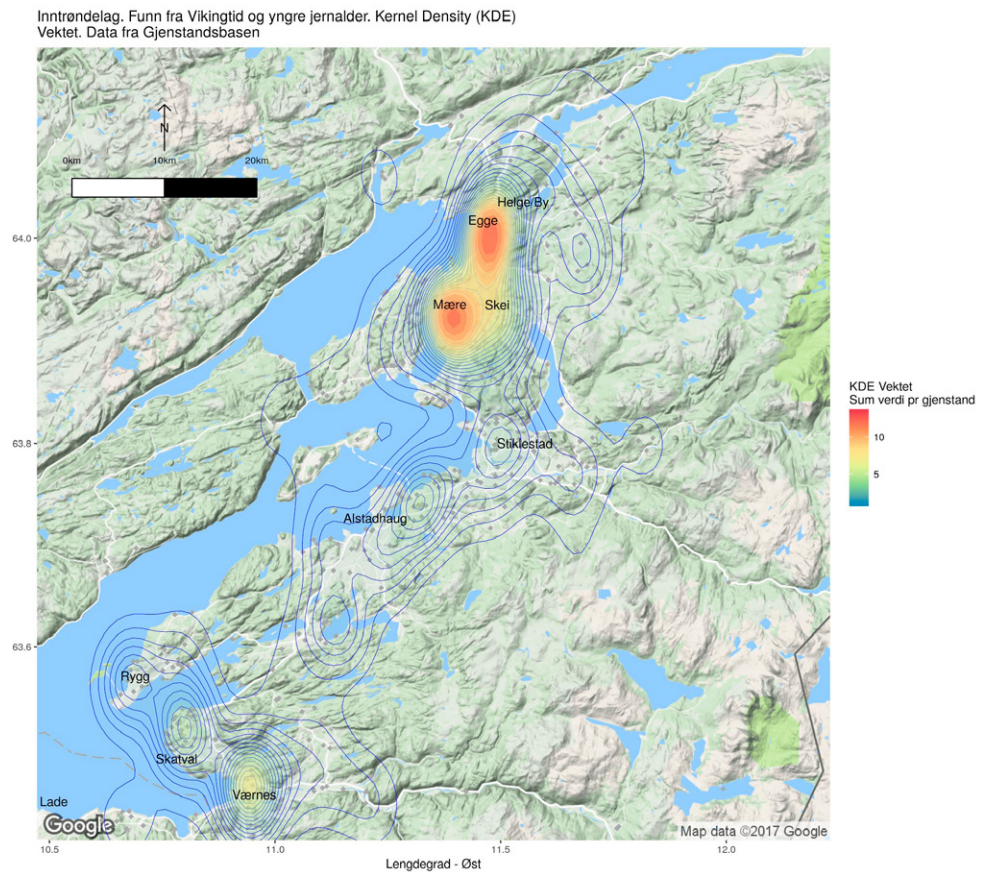 Inntrøndelag. Funn fra Vikingtid og yngre jernalder. Kernel Density (KDE)
Vektet. Data fra Gjenstandsbasen
N
0km 10km 20km
Helge By
Egge
64.0
Mære Skei
KDE Vektet
Sum verdi pr gjenstand
10
5
63.8
Stiklestad
Alstadhaug
63.6
Rygg
Skatval
Værnes
Lade
Google
Map data ©2017 Google
10.5 11.0 11.5 12.0
Lengdegrad - Øst